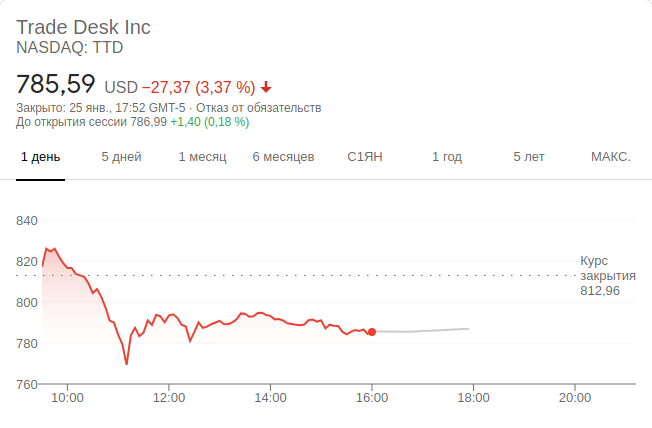 Trade Desk Inc
NASDAQ: TTD
785,59 USD −27,37 (3,37 %)
Закрыто: 25 янв., 17:52 GMT-5 · Отказ от обязательств
До открытия сессии 786,99 +1,40 (0,18 %)
1 день 5 дней 1 месяц 6 месяцев С1ЯН 1 год 5 лет МАКС.
840
820
800
780
760
Курс
закрытия
812,96
10:00 12:00 14:00 16:00 18:00 20:00